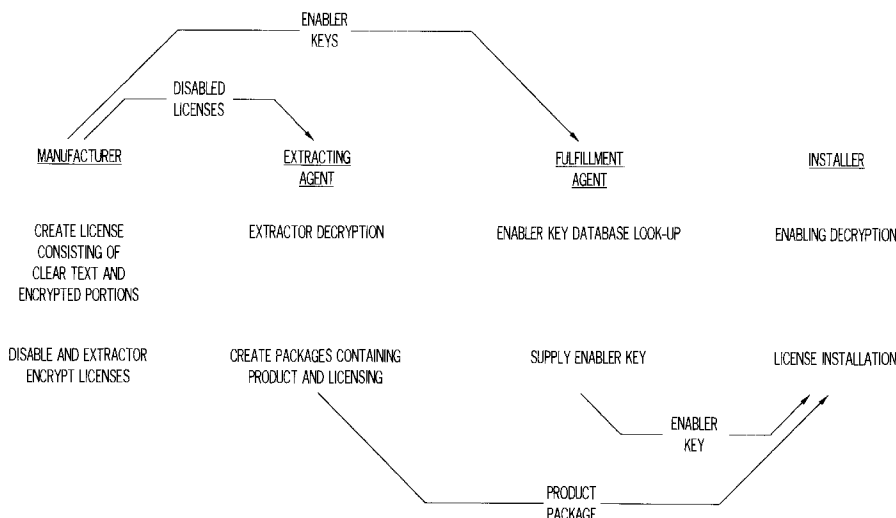 ENABLER
KEYS
DISABLED
LICENSES
MANUFACTURER
EXTRACTING
AGENT
FULFILLMENT
AGENT
INSTALLER
CREATE LICENSE
CONSISTING OF
CLEAR TEXT AND
ENCRYPTED PORTIONS
EXTRACTOR DECRYPTION
ENABLER KEY DATABASE LOOK-UP
ENABLING DECRYPTION
DISABLE AND EXTRACTOR
ENCRYPT LICENSES
CREATE PACKAGES CONTAINING
PRODUCT AND LICENSING
SUPPLY ENABLER KEY
LICENSE INSTALLATION
ENABLER
KEY
PRODUCT
PACKAGE